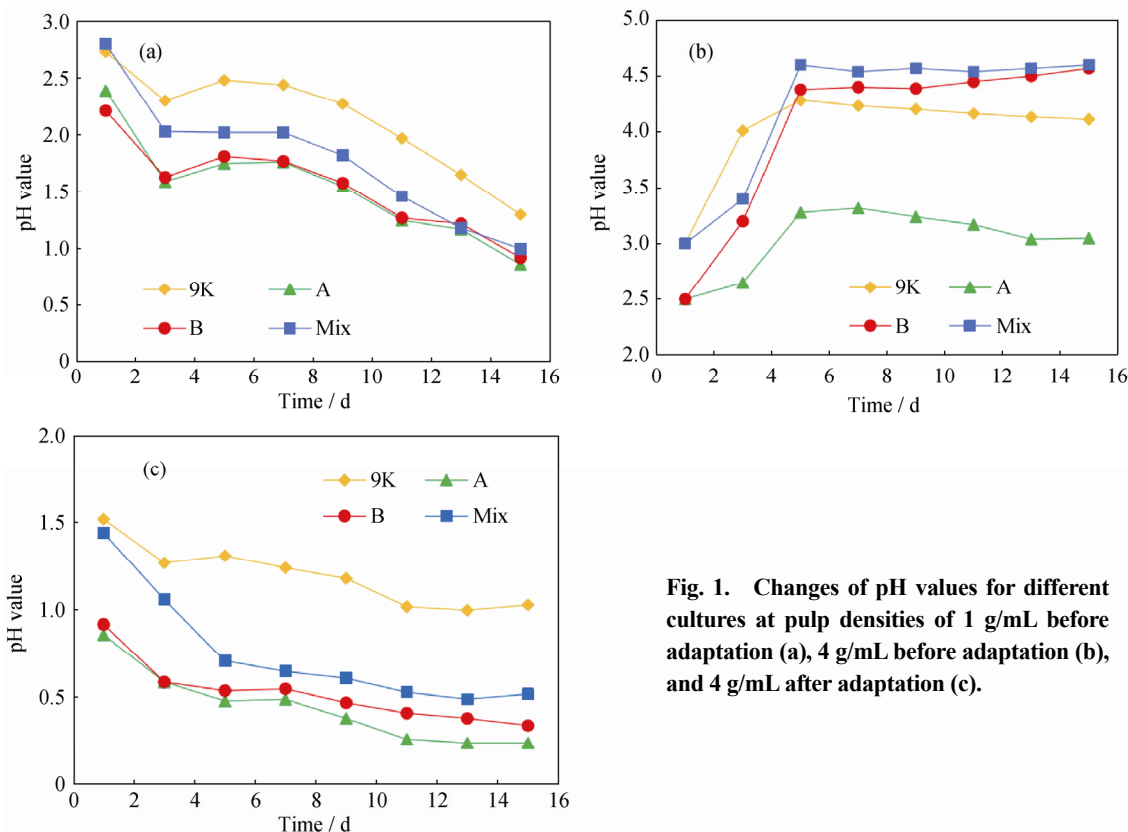 3.0
2.5
2.0
1.5
1.0
0.5
0
pH value
(a)
9K
A
B
Mix
0 2 4 6 8 10 12 14 16
Time / d
5.0
4.5
4.0
3.5
3.0
2.5
2.0
pH value
(b)
9K
A
B
Mix
0 2 4 6 8 10 12 14 16
Time / d
2.0
1.5
1.0
0.5
0
pH value
(c)
9K
A
B
Mix
0 2 4 6 8 10 12 14 16
Time / d
Fig. 1. Changes of pH values for different
cultures at pulp densities of 1 g/mL before
adaptation (a), 4 g/mL before adaptation (b),
and 4 g/mL after adaptation (c).